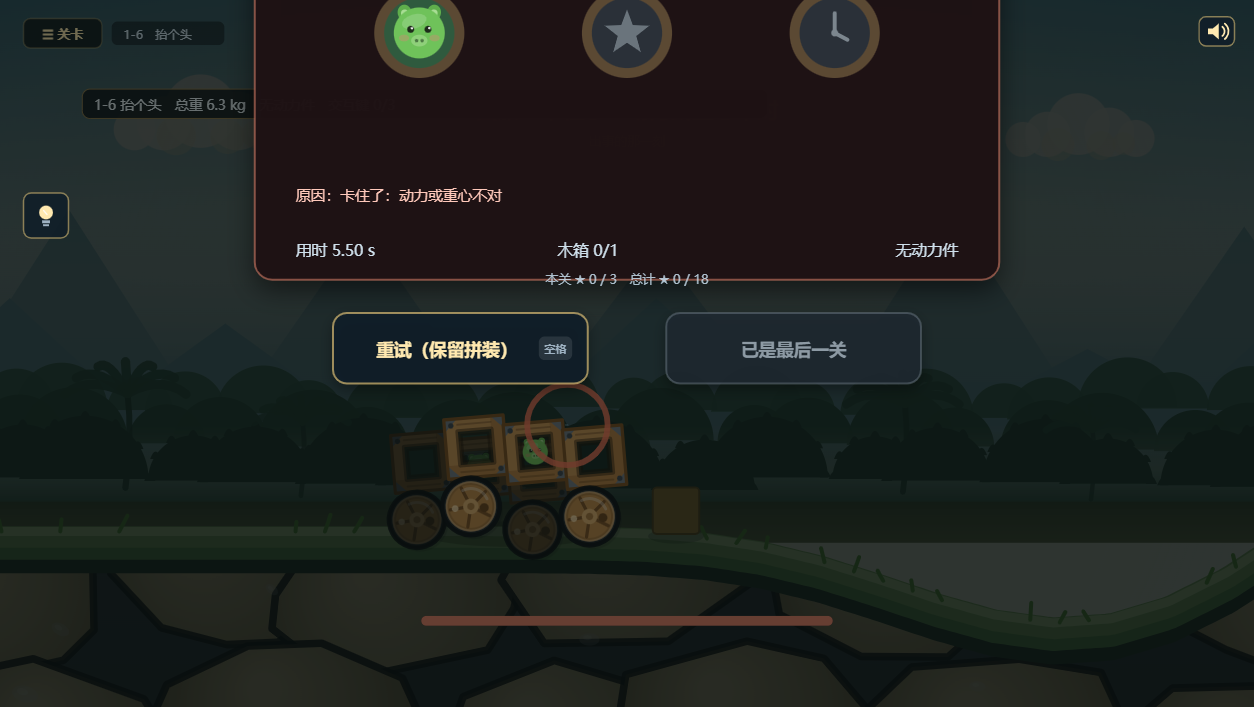 ☰ 关卡
1-6 抬个头
1-6 抬个头 总重 6.3 kg
原因：卡住了：动力或重心不对
用时 5.50 s 木箱 0/1 无动力件
本关 ★ 0 / 3 总计 ★ 0 / 18
重试（保留拼装） 空格
已是最后一关